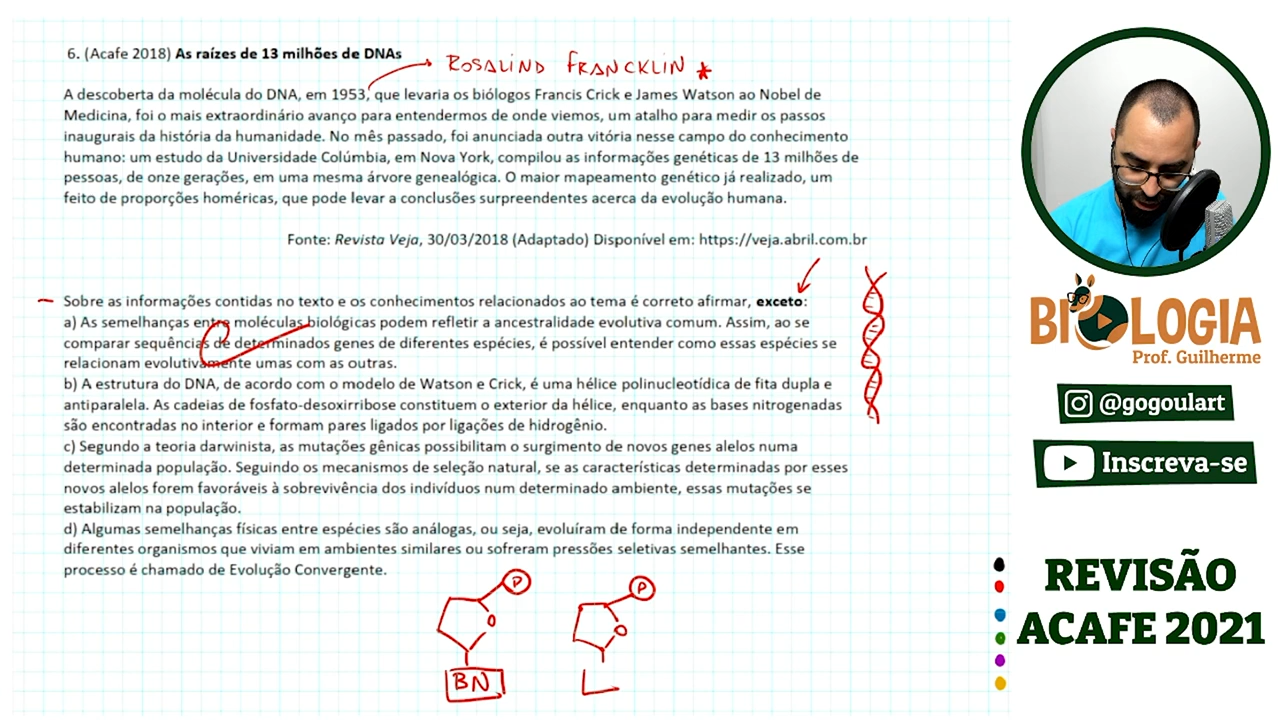 6. (Acafe 2018) As raízes de 13 milhões de DNAs
ROSALIND FRANCKLIN *
A descoberta da molécula do DNA, em 1953, que levaria os biólogos Francis Crick e James Watson ao Nobel de
Medicina, foi o mais extraordinário avanço para entendermos de onde viemos, um atalho para medir os passos
inaugurais da história da humanidade. No mês passado, foi anunciada outra vitória nesse campo do conhecimento
humano: um estudo da Universidade Colúmbia, em Nova York, compilou as informações genéticas de 13 milhões de
pessoas, de onze gerações, em uma mesma árvore genealógica. O maior mapeamento genético já realizado, um
feito de proporções homéricas, que pode levar a conclusões surpreendentes acerca da evolução humana.
Fonte: Revista Veja, 30/03/2018 (Adaptado) Disponível em: https://veja.abril.com.br
Sobre as informações contidas no texto e os conhecimentos relacionados ao tema é correto afirmar, exceto:
a) As semelhanças entre moléculas biológicas podem refletir a ancestralidade evolutiva comum. Assim, ao se
comparar sequências de determinados genes de diferentes espécies, é possível entender como essas espécies se
relacionam evolutivamente umas com as outras.
b) A estrutura do DNA, de acordo com o modelo de Watson e Crick, é uma hélice polinucleotídica de fita dupla e
antiparalela. As cadeias de fosfato-desoxirribose constituem o exterior da hélice, enquanto as bases nitrogenadas
são encontradas no interior e formam pares ligados por ligações de hidrogênio.
c) Segundo a teoria darwinista, as mutações gênicas possibilitam o surgimento de novos genes alelos numa
determinada população. Seguindo os mecanismos de seleção natural, se as características determinadas por esses
novos alelos forem favoráveis à sobrevivência dos indivíduos num determinado ambiente, essas mutações se
estabilizam na população.
d) Algumas semelhanças físicas entre espécies são análogas, ou seja, evoluíram de forma independente em
diferentes organismos que viviam em ambientes similares ou sofreram pressões seletivas semelhantes. Esse
processo é chamado de Evolução Convergente.
P P
O O
BN
BIOLOGIA
Prof. Guilherme
@gogoulart
Inscreva-se
REVISÃO
ACAFE 2021